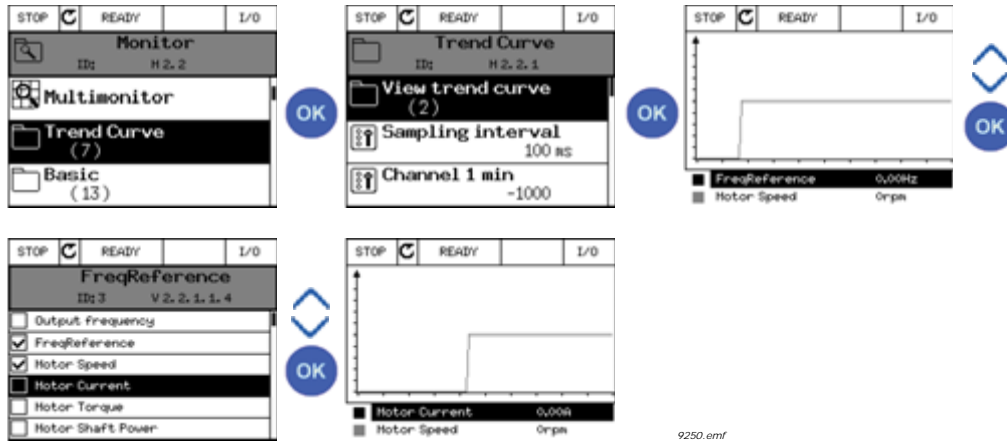 STOP READY I/O
Monitor
ID: M2.2
Multimonitor
Trend Curve
(7)
Basic
(13)
OK
STOP READY I/O
Trend Curve
ID: M2.2.1
View trend curve
(2)
Sampling interval
100 ms
Channel 1 min
-1000
OK
STOP READY I/O
FreqReference 0,00Hz
Motor Speed 0rpm
OK
STOP READY I/O
FreqReference
ID:3 V2.2.1.1.4
Output frequency
FreqReference
Motor Speed
Motor Current
Motor Torque
Motor Shaft Power
OK
STOP READY I/O
Motor Current 0,00A
Motor Speed 0rpm
9250.emf